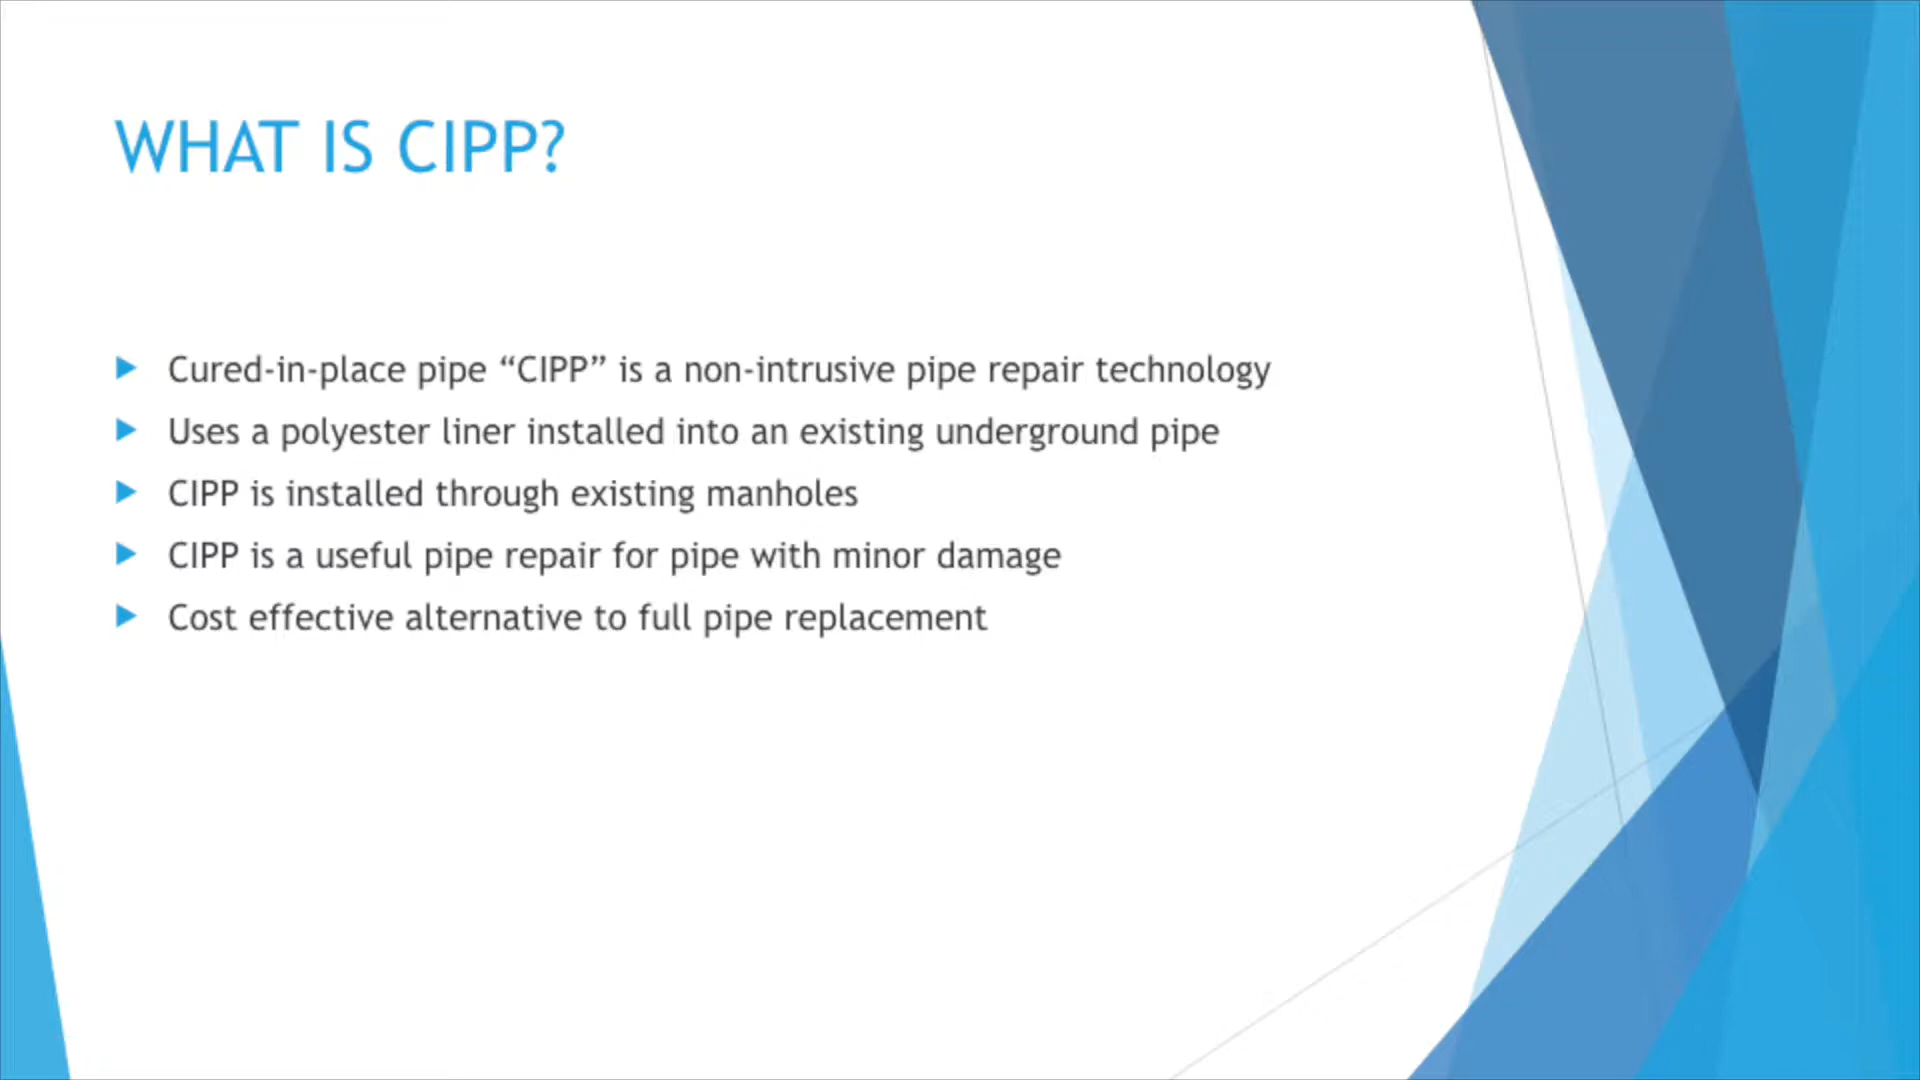 WHAT IS CIPP?
Cured-in-place pipe “CIPP” is a non-intrusive pipe repair technology
Uses a polyester liner installed into an existing underground pipe
CIPP is installed through existing manholes
CIPP is a useful pipe repair for pipe with minor damage
Cost effective alternative to full pipe replacement